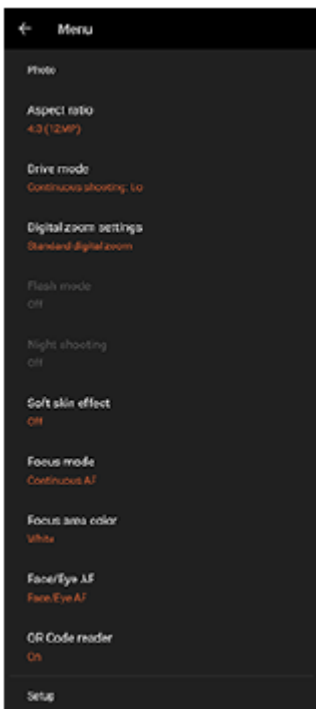 Menu
Photo
Aspect ratio
4:3 (12MP)
Drive mode
Continuous shooting: Lo
Digital zoom settings
Standard digital zoom
Flash mode
Off
Night shooting
Off
Soft skin effect
Off
Focus mode
Continuous AF
Focus area color
White
Face/Eye AF
Face/Eye AF
QR Code reader
On
Setup